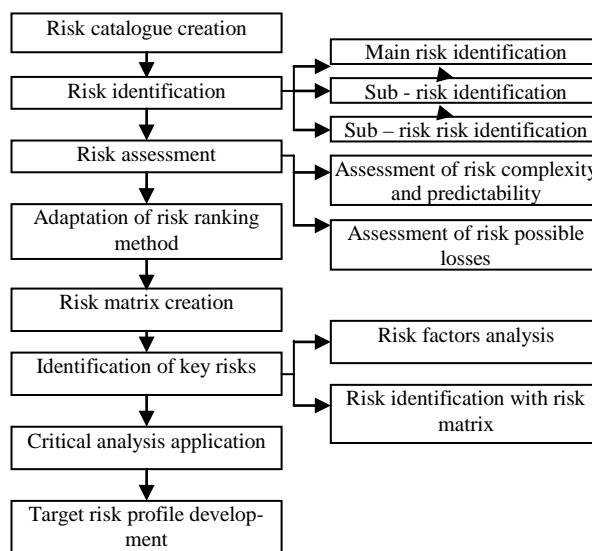 Risk catalogue creation
Main risk identification
Risk identification
Sub - risk identification
Sub – risk risk identification
Risk assessment
Assessment of risk complexity
and predictability
Adaptation of risk ranking
method
Assessment of risk possible
losses
Risk matrix creation
Risk factors analysis
Identification of key risks
Risk identification with risk
matrix
Critical analysis application
Target risk profile develop-
ment